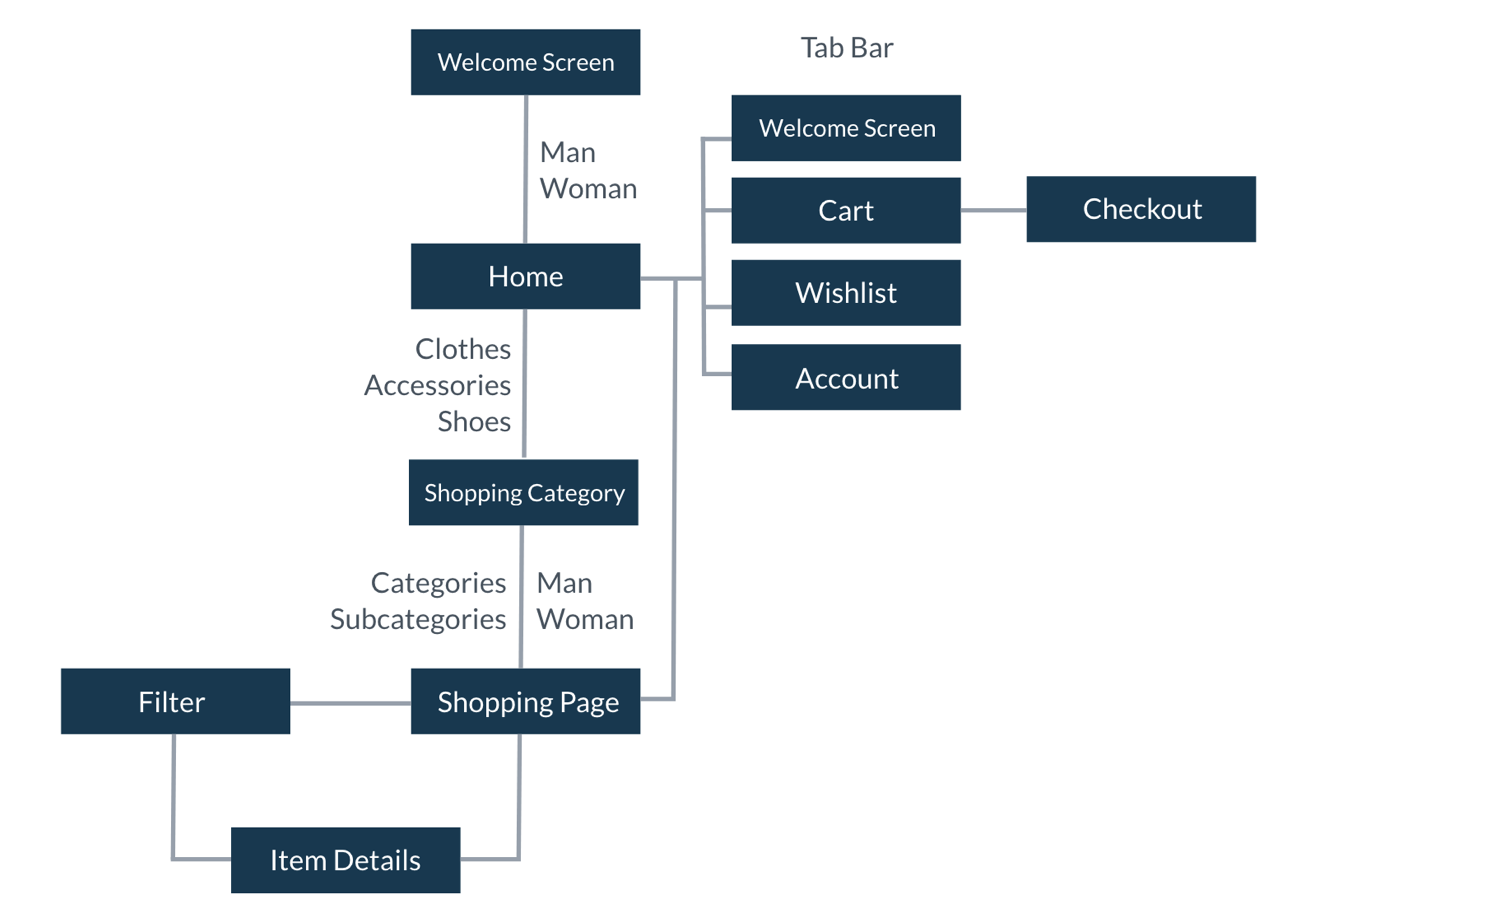 Welcome Screen
Tab Bar
Welcome Screen
Man
Woman
Cart
Checkout
Home
Wishlist
Clothes
Accessories
Shoes
Account
Shopping Category
Categories
Subcategories
Man
Woman
Filter
Shopping Page
Item Details